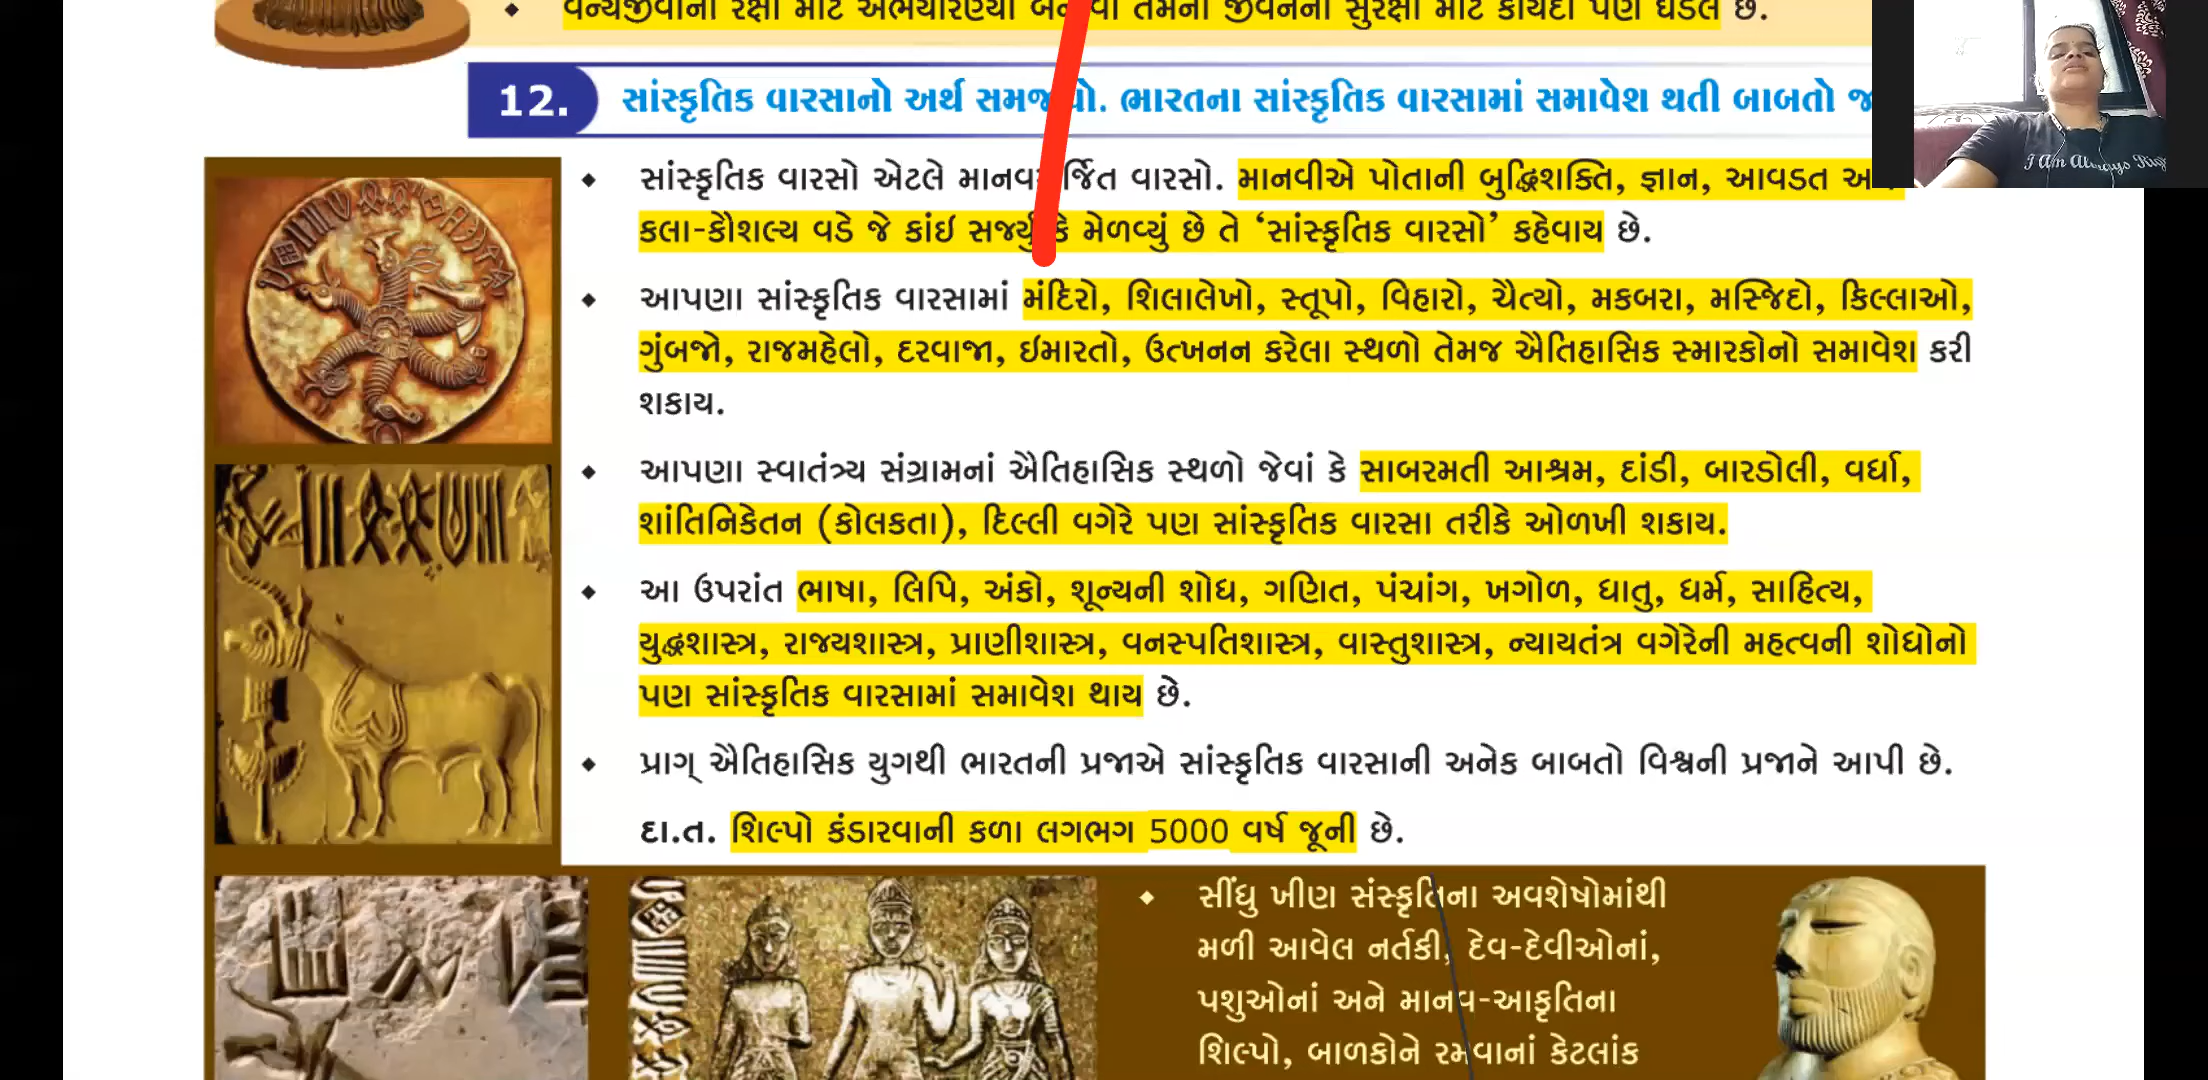 વન્યજીવોની રક્ષા માટે અભયારણ્યો તેમના જીવનની સુરક્ષા માટે કાયદા પણ ઘડેલ છે.
12. સાંસ્કૃતિક વારસાનો અર્થ સમજાવો. ભારતના સાંસ્કૃતિક વારસામાં સમાવેશ થતી બાબતો
સાંસ્કૃતિક વારસો એટલે માનવસર્જિત વારસો. માનવીએ પોતાની બુદ્ધિશક્તિ, જ્ઞાન, આવડત
કલા-કૌશલ્ય વડે જે કાંઈ સર્જ્યું કે મેળવ્યું છે તે ‘સાંસ્કૃતિક વારસો’ કહેવાય છે.
આપણા સાંસ્કૃતિક વારસામાં મંદિરો, શિલાલેખો, સ્તૂપો, વિહારો, ચૈત્યો, મકબરા, મસ્જિદો, કિલ્લાઓ,
ગુંબજો, રાજમહેલો, દરવાજા, ઈમારતો, ઉત્ખનન કરેલા સ્થળો તેમજ ઐતિહાસિક સ્મારકોનો સમાવેશ કરી
શકાય.
આપણા સ્વાતંત્ર્ય સંગ્રામનાં ઐતિહાસિક સ્થળો જેવાં કે સાબરમતી આશ્રમ, દાંડી, બારડોલી, વર્ધા,
શાંતિનિકેતન (કોલકતા), દિલ્લી વગેરે પણ સાંસ્કૃતિક વારસા તરીકે ઓળખી શકાય.
આ ઉપરાંત ભાષા, લિપિ, અંકો, શૂન્યની શોધ, ગણિત, પંચાંગ, ખગોળ, ધાતુ, ધર્મ, સાહિત્ય,
યુદ્ધશાસ્ત્ર, રાજ્યશાસ્ત્ર, પ્રાણીશાસ્ત્ર, વનસ્પતિશાસ્ત્ર, વાસ્તુશાસ્ત્ર, ન્યાયતંત્ર વગેરેની મહત્વની શોધોનો
પણ સાંસ્કૃતિક વારસામાં સમાવેશ થાય છે.
પ્રાગ્ ઐતિહાસિક યુગથી ભારતની પ્રજાએ સાંસ્કૃતિક વારસાની અનેક બાબતો વિશ્વની પ્રજાને આપી છે.
દા.ત. શિલ્પો કંડારવાની કળા લગભગ 5000 વર્ષ જૂની છે.
સીંધુ ખીણ સંસ્કૃતિના અવશેષોમાંથી
મળી આવેલ નર્તકી, દેવ-દેવીઓનાં,
પશુઓનાં અને માનવ-આકૃતિના
શિલ્પો, બાળકોને રમવાનાં કેટલાંક
I Am Always